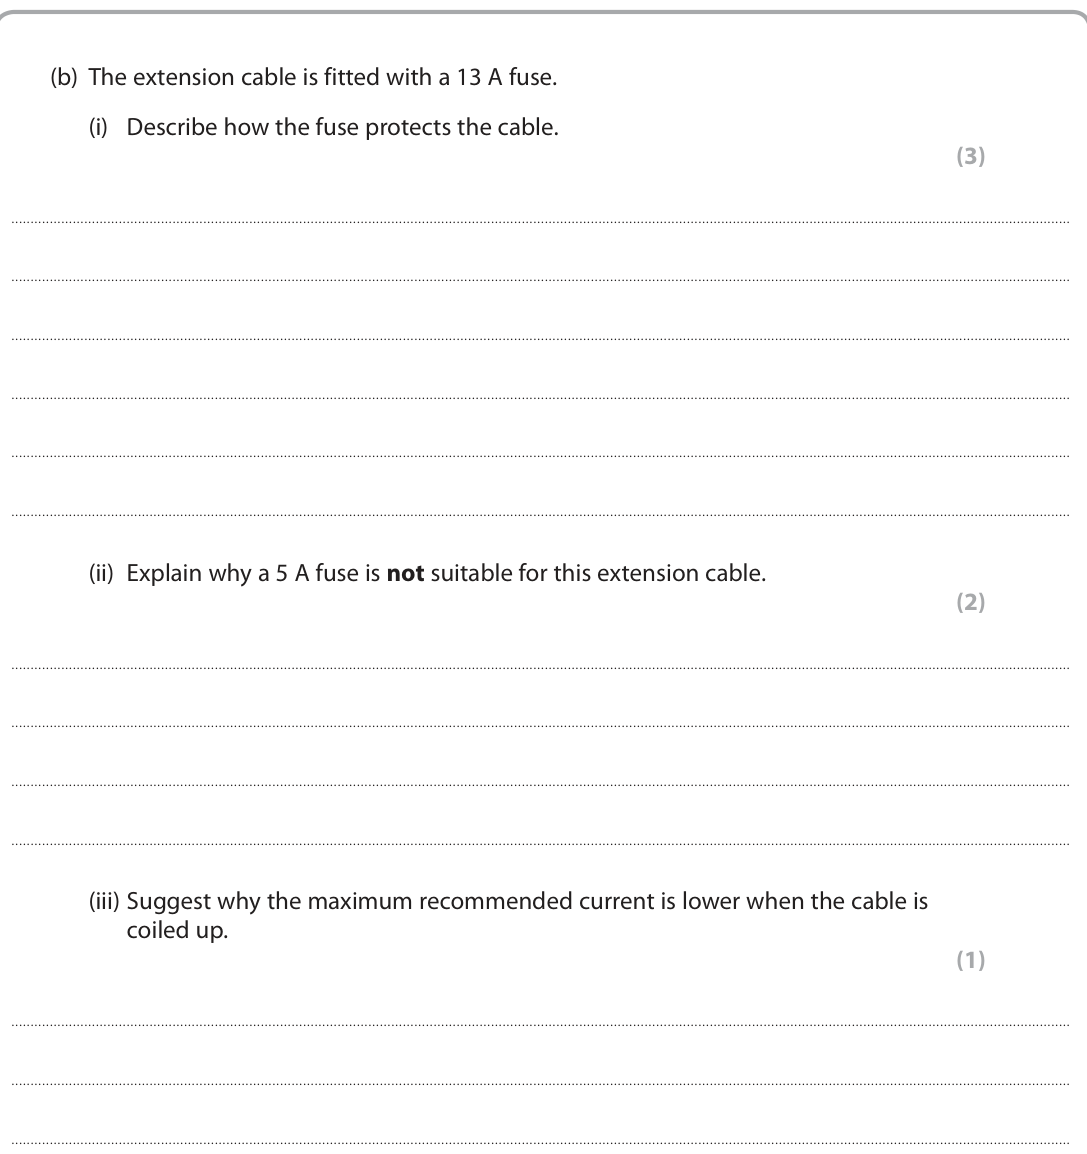 (b) The extension cable is fitted with a 13 A fuse.
(i) Describe how the fuse protects the cable.
(3)
(ii) Explain why a 5 A fuse is not suitable for this extension cable.
(2)
(iii) Suggest why the maximum recommended current is lower when the cable is
coiled up.
(1)